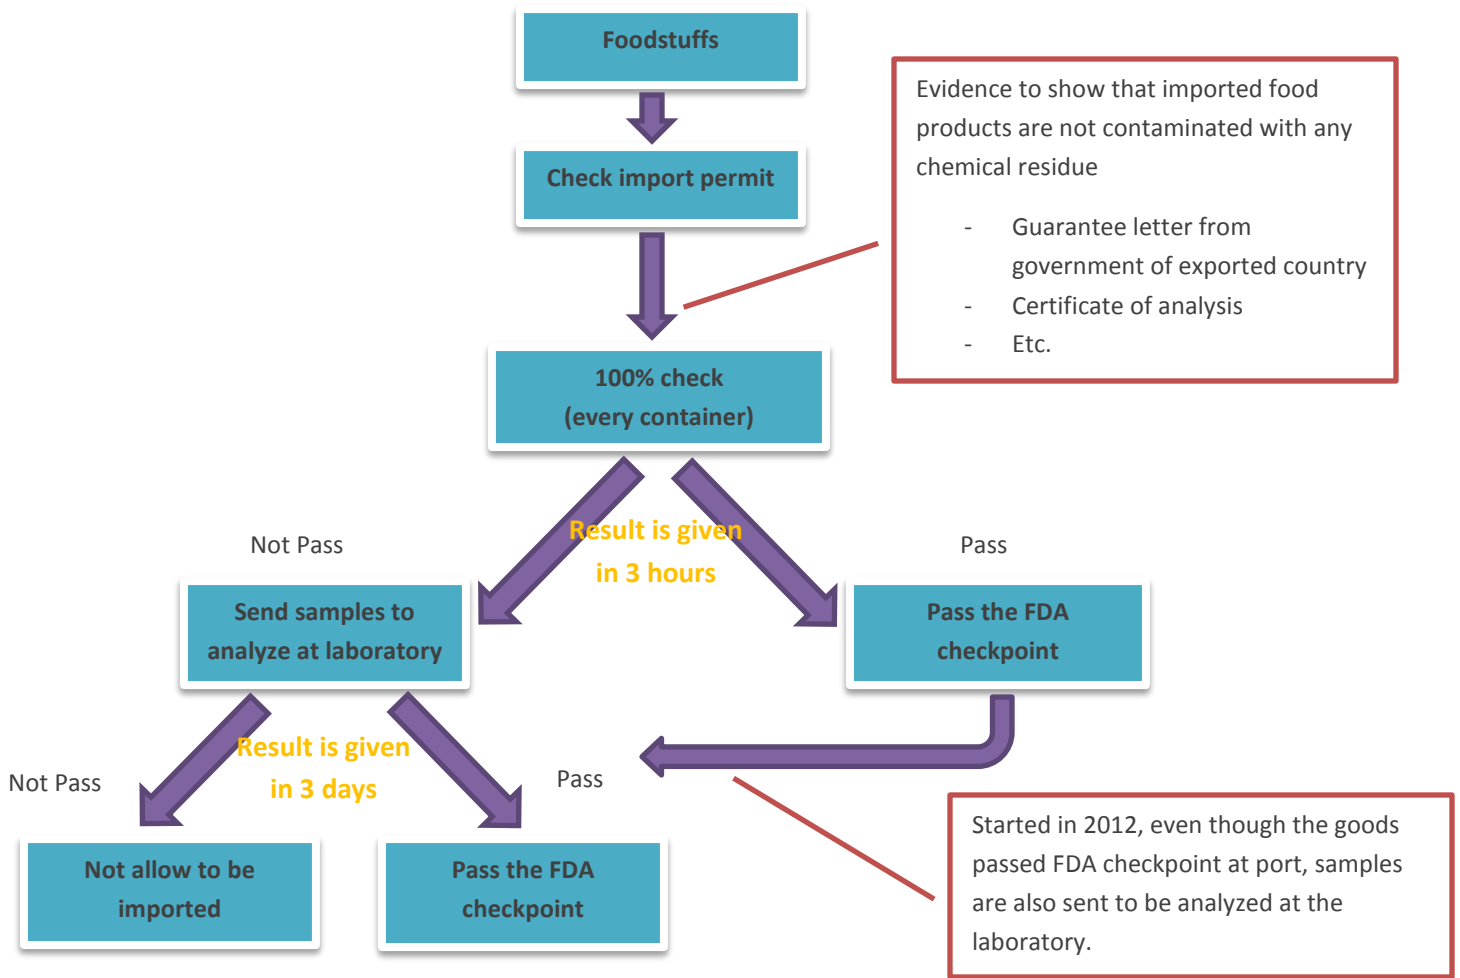 Foodstuffs
Evidence to show that imported food
products are not contaminated with any
chemical residue
- Guarantee letter from
government of exported country
- Certificate of analysis
- Etc.
Check import permit
100% check
(every container)
Result is given
in 3 hours
Not Pass
Pass
Send samples to
analyze at laboratory
Pass the FDA
checkpoint
Result is given
in 3 days
Not Pass
Pass
Not allow to be
imported
Pass the FDA
checkpoint
Started in 2012, even though the goods
passed FDA checkpoint at port, samples
are also sent to be analyzed at the
laboratory.